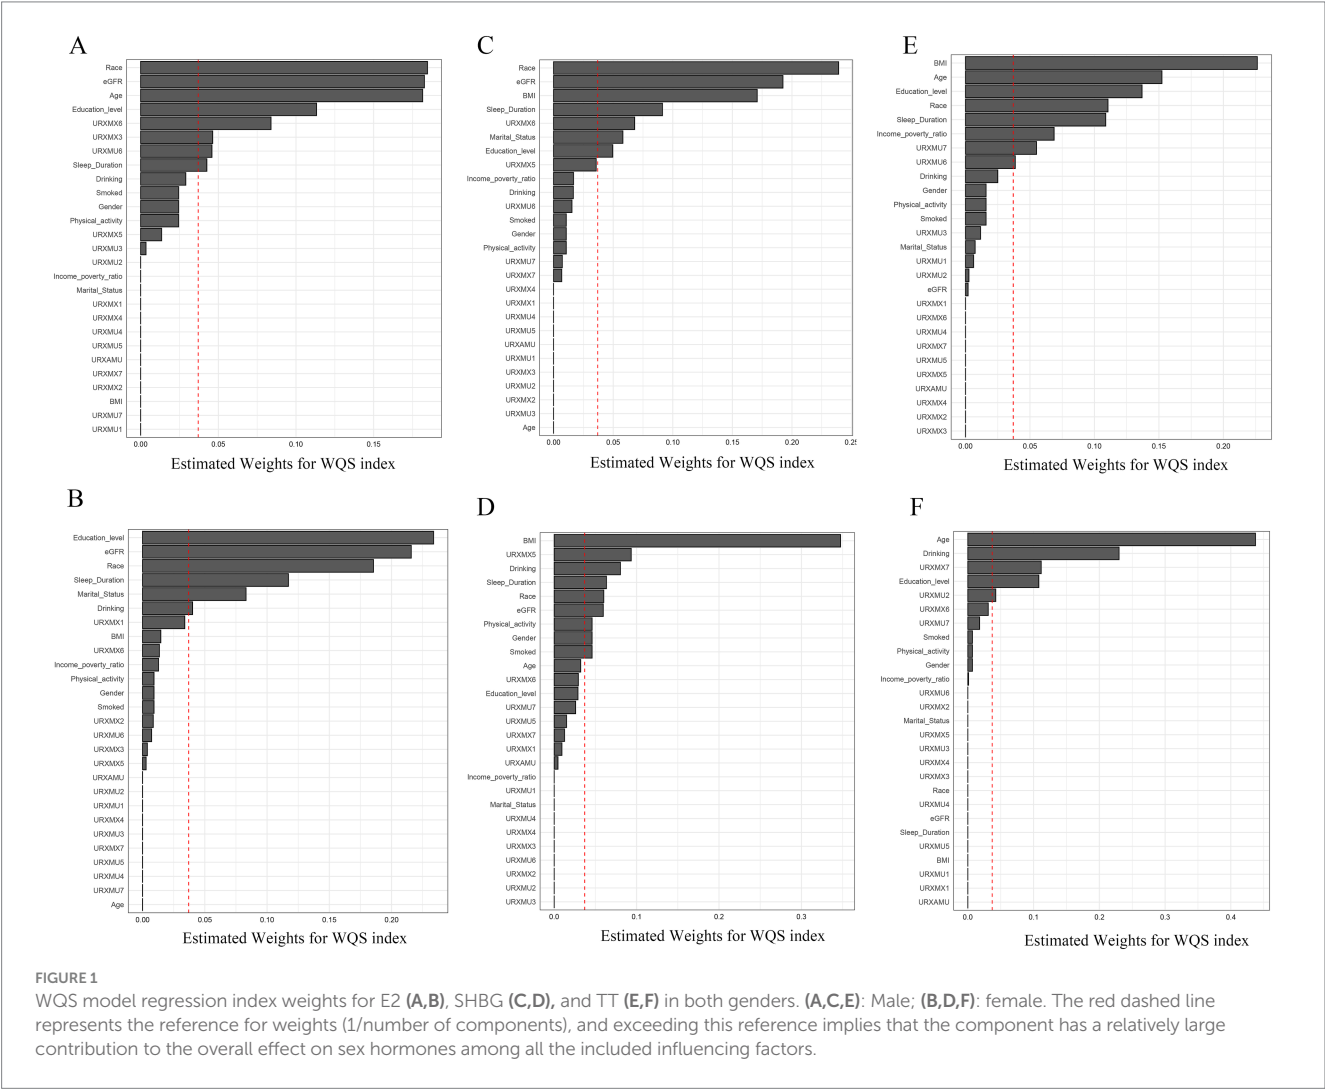 A
Race
eGFR
Age
Education_level
URXMX6
URXMX3
URXMU6
Sleep_Duration
Drinking
Smoked
Gender
Physical_activity
URXMX5
URXMU3
URXMU2
Income_poverty_ratio
Marital_Status
URXMX1
URXMX4
URXMU4
URXMU5
URXAMU
URXMX7
URXMX2
BMI
URXMU7
URXMU1
0.00 0.05 0.10 0.15
Estimated Weights for WQS index
C
Race
eGFR
BMI
Sleep_Duration
URXMX6
Marital_Status
Education_level
URXMX5
Income_poverty_ratio
Drinking
URXMU6
Smoked
Gender
Physical_activity
URXMU7
URXMX7
URXMX4
URXMX1
URXMU4
URXMU5
URXAMU
URXMU1
URXMX3
URXMU2
URXMX2
URXMU3
Age
0.00 0.05 0.10 0.15 0.20 0.25
Estimated Weights for WQS index
E
BMI
Age
Education_level
Race
Sleep_Duration
Income_poverty_ratio
URXMU7
URXMU6
Drinking
Gender
Physical_activity
Smoked
URXMU3
Marital_Status
URXMU1
URXMU2
eGFR
URXMX1
URXMX6
URXMU4
URXMX7
URXMU5
URXMX5
URXAMU
URXMX4
URXMX2
URXMX3
0.00 0.05 0.10 0.15 0.20
Estimated Weights for WQS index
B
Education_level
eGFR
Race
Sleep_Duration
Marital_Status
Drinking
URXMX1
BMI
URXMX6
Income_poverty_ratio
Physical_activity
Gender
Smoked
URXMX2
URXMU6
URXMX3
URXMX5
URXAMU
URXMU2
URXMU1
URXMX4
URXMU3
URXMX7
URXMU5
URXMU4
URXMU7
Age
0.00 0.05 0.10 0.15 0.20
Estimated Weights for WQS index
D
BMI
URXMX5
Drinking
Sleep_Duration
Race
eGFR
Physical_activity
Gender
Smoked
Age
URXMX6
Education_level
URXMU7
URXMU5
URXMX7
URXMX1
URXAMU
Income_poverty_ratio
URXMU1
Marital_Status
URXMU4
URXMX4
URXMX3
URXMU6
URXMX2
URXMU2
URXMU3
0.0 0.1 0.2 0.3
Estimated Weights for WQS index
F
Age
Drinking
URXMX7
Education_level
URXMU2
URXMX6
URXMU7
Smoked
Physical_activity
Gender
Income_poverty_ratio
URXMU6
URXMX2
Marital_Status
URXMX5
URXMU3
URXMX4
URXMX3
Race
URXMU4
eGFR
Sleep_Duration
URXMU5
BMI
URXMU1
URXMX1
URXAMU
0.0 0.1 0.2 0.3 0.4
Estimated Weights for WQS index
FIGURE 1
WQS model regression index weights for E2 (A,B), SHBG (C,D), and TT (E,F) in both genders. (A,C,E): Male; (B,D,F): female. The red dashed line
represents the reference for weights (1/number of components), and exceeding this reference implies that the component has a relatively large
contribution to the overall effect on sex hormones among all the included influencing factors.